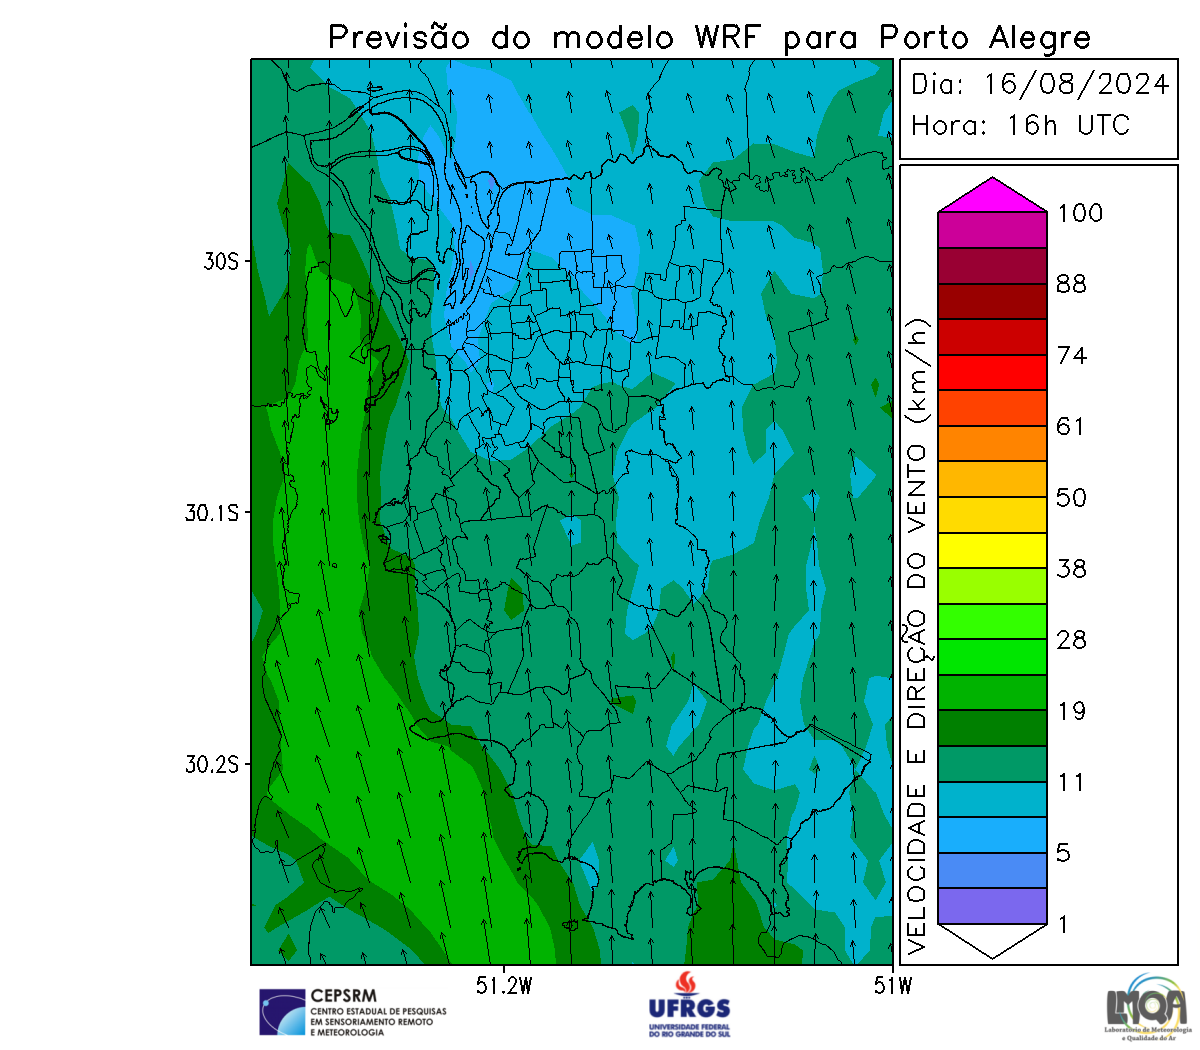 Previsão do modelo WRF para Porto Alegre
Dia: 16/08/2024
Hora: 16h UTC
30S
30.1S
30.2S
51.2W
51W
VELOCIDADE E DIREÇÃO DO VENTO (km/h)
100
88
74
61
50
38
28
19
11
5
1
CEPSRM
CENTRO ESTADUAL DE PESQUISAS
EM SENSORIAMENTO REMOTO
E METEOROLOGIA
UFRGS
UNIVERSIDADE FEDERAL
DO RIO GRANDE DO SUL
LMQA
Laboratório de Meteorologia
e Qualidade do Ar